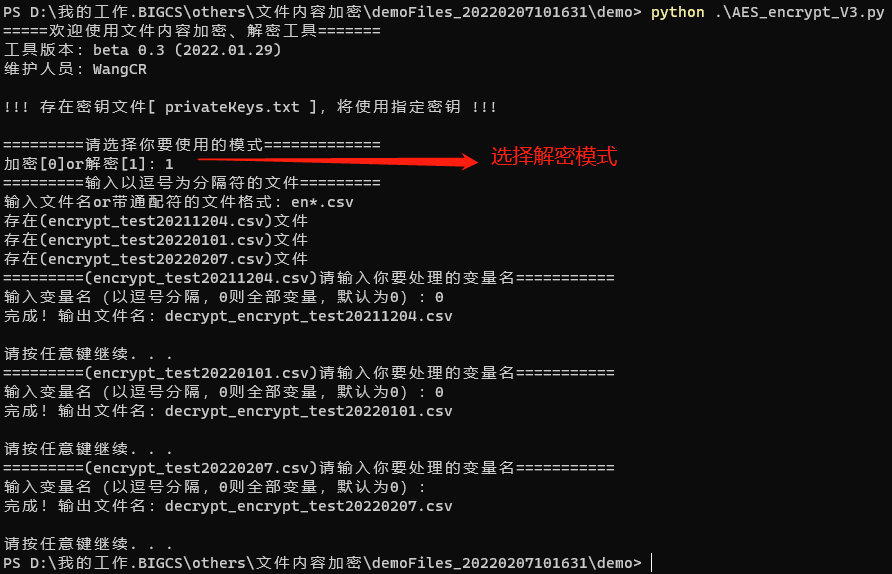 PS D:\我的工作.BIGCS\others\文件内容加密\demoFiles_20220207101631\demo> python .\AES_encrypt_V3.py
=====欢迎使用文件内容加密、解密工具=======
工具版本：beta 0.3 (2022.01.29)
维护人员：WangCR
!!! 存在密钥文件[ privateKeys.txt ]，将使用指定密钥 !!!
=========请选择你要使用的模式=============
加密[0]or解密[1]：1
选择解密模式
=========输入以逗号为分隔符的文件=========
输入文件名or带通配符的文件格式：en*.csv
存在(encrypt_test20211204.csv)文件
存在(encrypt_test20220101.csv)文件
存在(encrypt_test20220207.csv)文件
=========(encrypt_test20211204.csv)请输入你要处理的变量名===========
输入变量名（以逗号分隔，0则全部变量，默认为0）：0
完成！输出文件名：decrypt_encrypt_test20211204.csv
请按任意键继续. . .
=========(encrypt_test20220101.csv)请输入你要处理的变量名===========
输入变量名（以逗号分隔，0则全部变量，默认为0）：0
完成！输出文件名：decrypt_encrypt_test20220101.csv
请按任意键继续. . .
=========(encrypt_test20220207.csv)请输入你要处理的变量名===========
输入变量名（以逗号分隔，0则全部变量，默认为0）：
完成！输出文件名：decrypt_encrypt_test20220207.csv
请按任意键继续. . .
PS D:\我的工作.BIGCS\others\文件内容加密\demoFiles_20220207101631\demo>